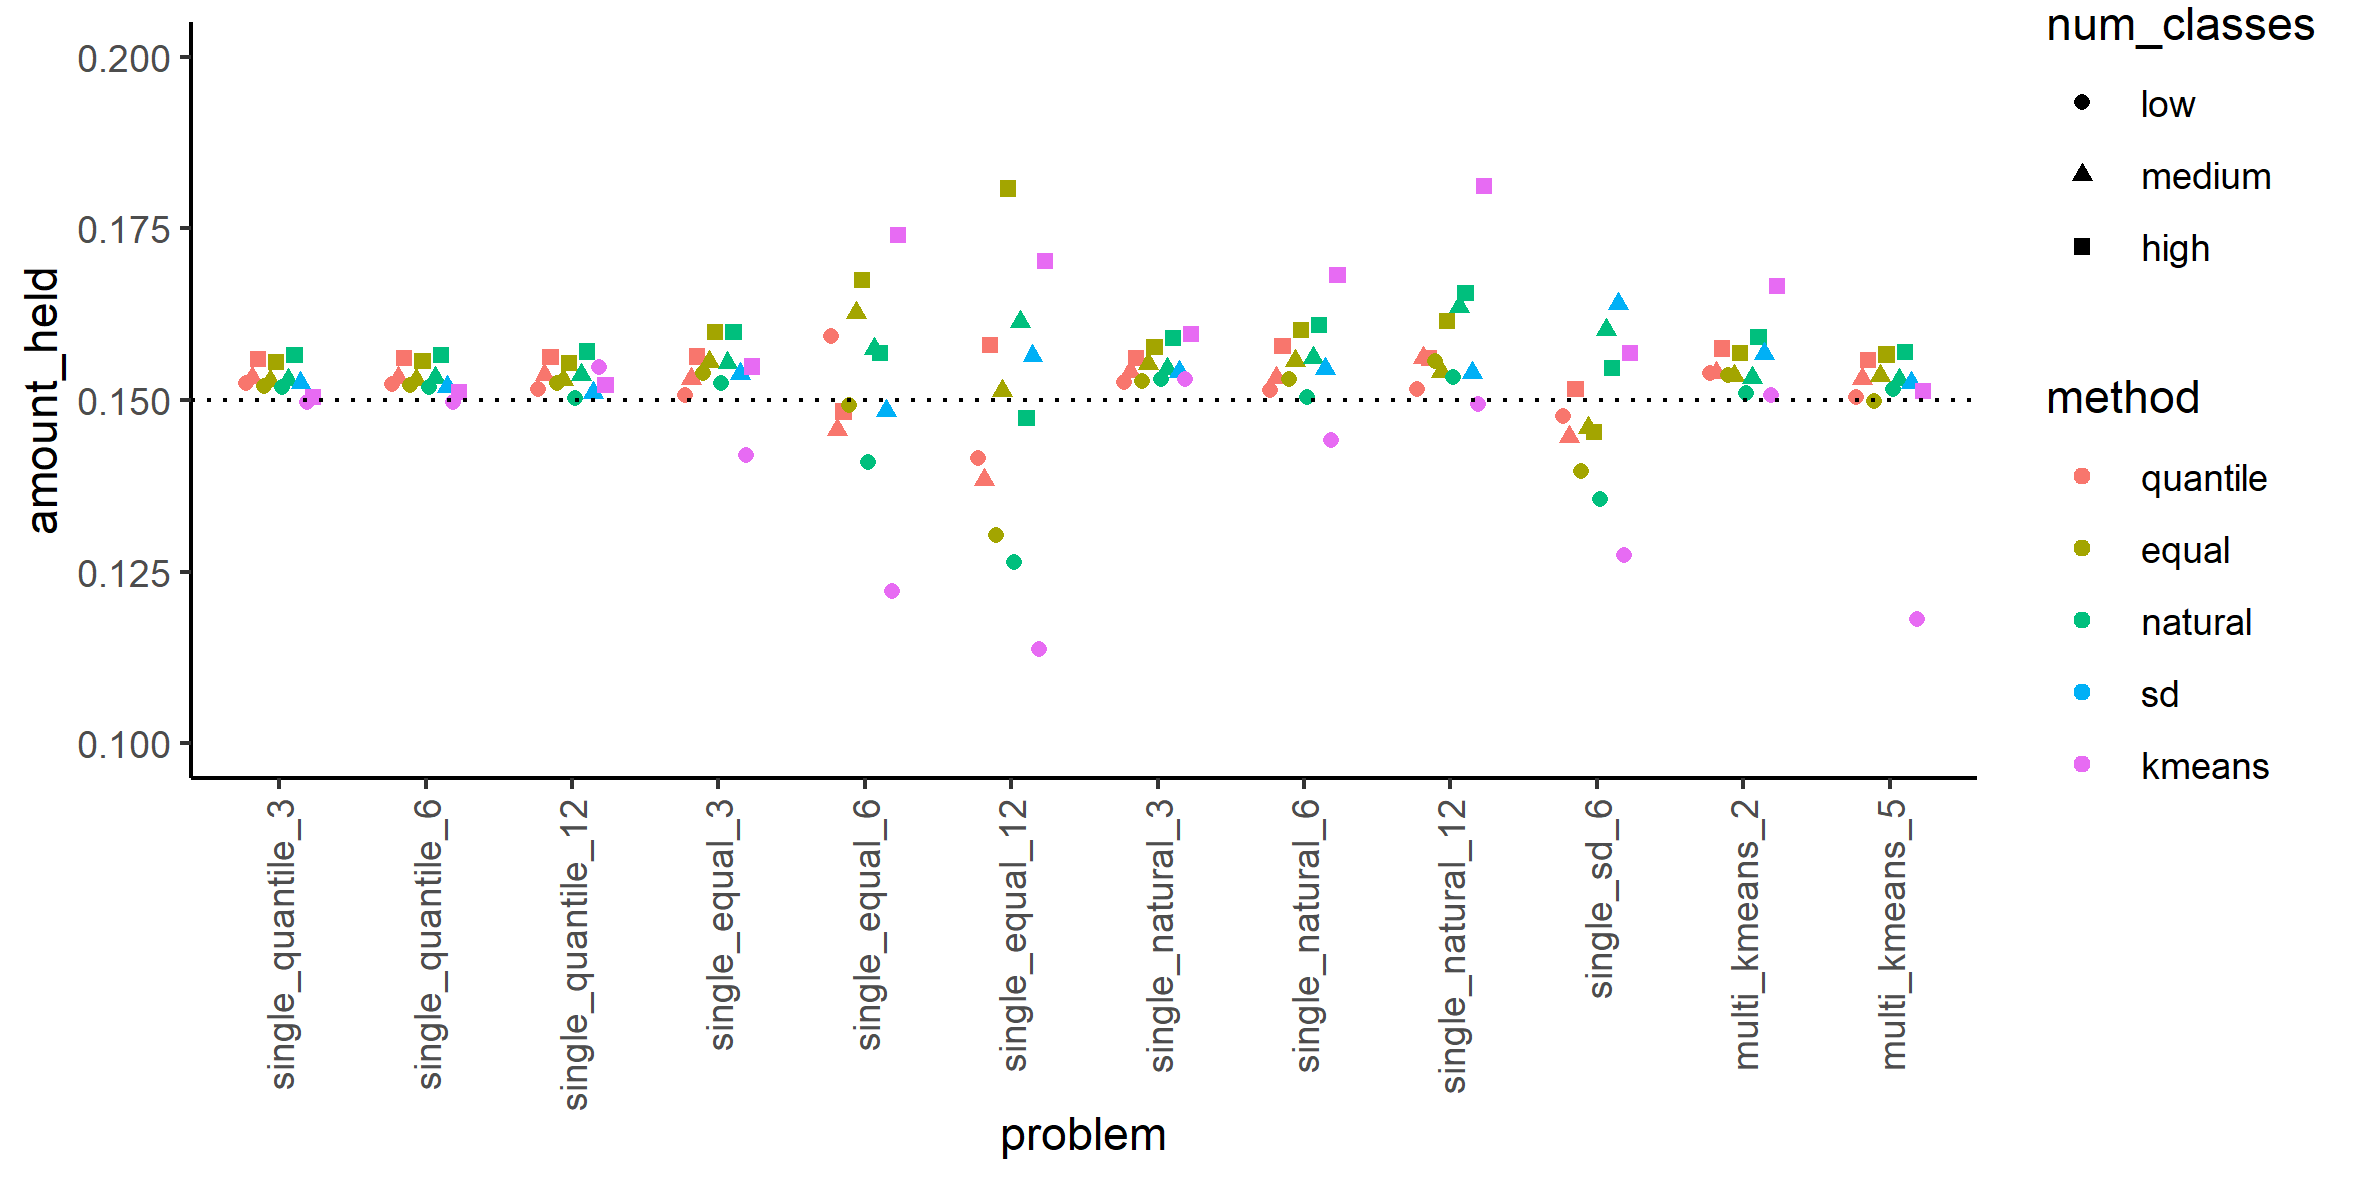 num_classes
low
medium
high
method
quantile
equal
natural
sd
kmeans
amount_held
0.200
0.175
0.150
0.125
0.100
single_quantile_3
single_quantile_6
single_quantile_12
single_equal_3
single_equal_6
single_equal_12
single_natural_3
single_natural_6
single_natural_12
single_sd_6
multi_kmeans_2
multi_kmeans_5
problem